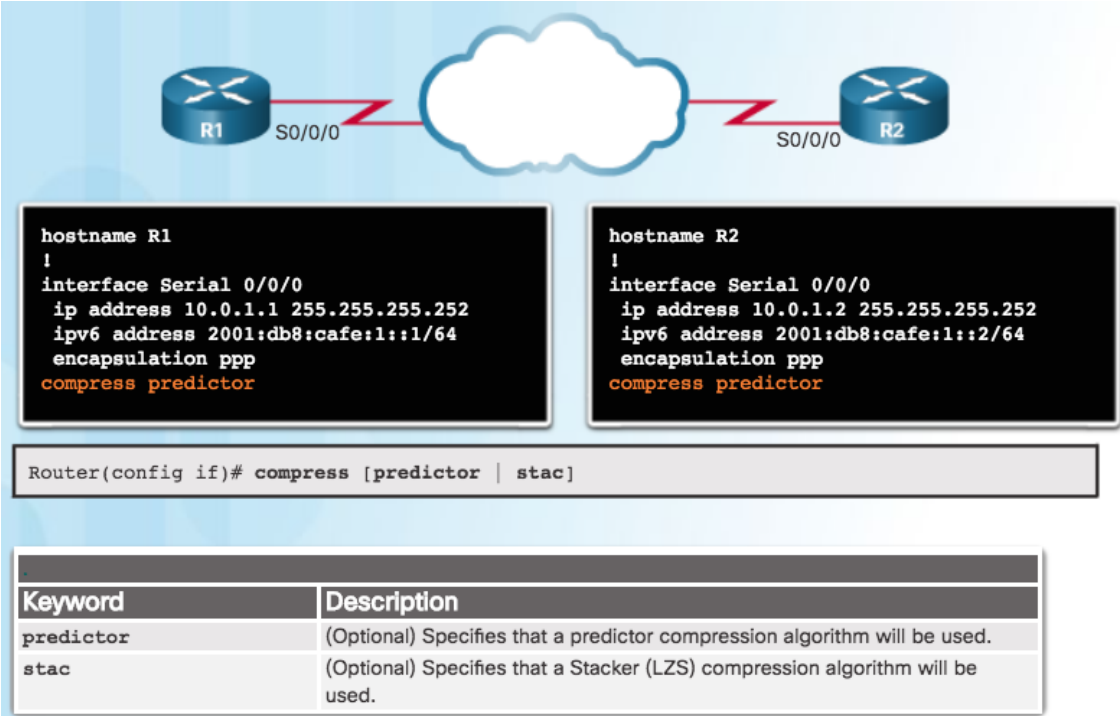 R1
S0/0/0
S0/0/0
R2
hostname R1
!
interface Serial 0/0/0
ip address 10.0.1.1 255.255.255.252
ipv6 address 2001:db8:cafe:1::1/64
encapsulation ppp
compress predictor
hostname R2
!
interface Serial 0/0/0
ip address 10.0.1.2 255.255.255.252
ipv6 address 2001:db8:cafe:1::2/64
encapsulation ppp
compress predictor
Router(config if)# compress [predictor | stac]
.
Keyword Description
predictor (Optional) Specifies that a predictor compression algorithm will be used.
stac (Optional) Specifies that a Stacker (LZS) compression algorithm will be
used.